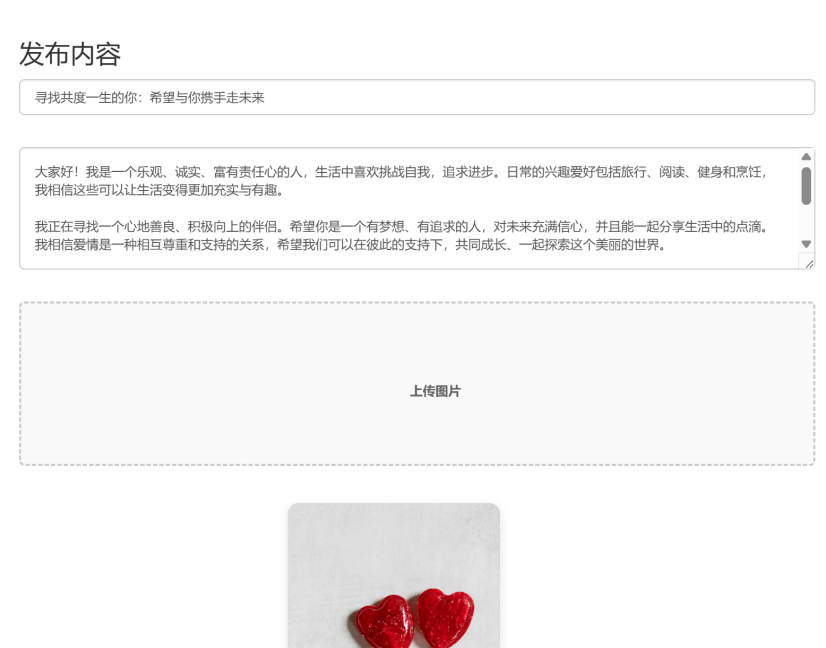 发布内容
寻找共度一生的你：希望与你携手走未来
大家好！我是一个乐观、诚实、富有责任心的人，生活中喜欢挑战自我，追求进步。日常的兴趣爱好包括旅行、阅读、健身和烹饪，
我相信这些可以让生活变得更加充实与有趣。
我正在寻找一个心地善良、积极向上的伴侣。希望你是一个有梦想、有追求的人，对未来充满信心，并且能一起分享生活中的点滴。
我相信爱情是一种相互尊重和支持的关系，希望我们可以在彼此的支持下，共同成长、一起探索这个美丽的世界。
上传图片